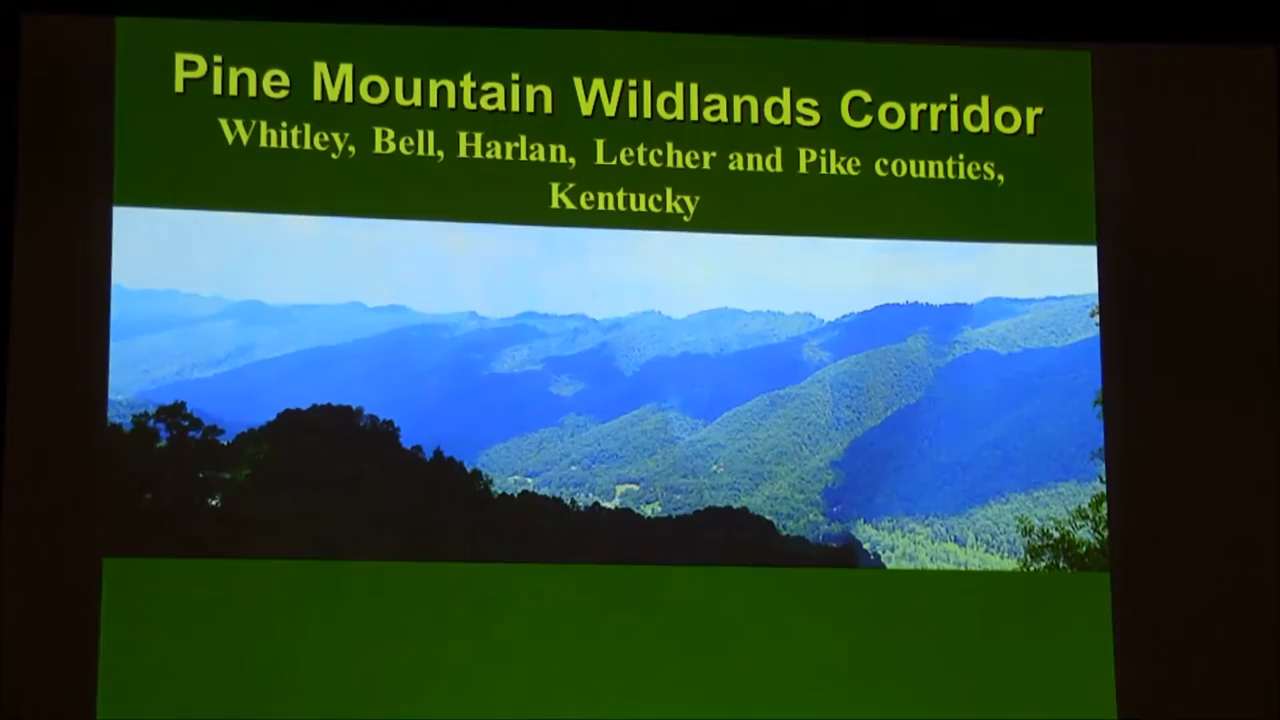 Pine Mountain Wildlands Corridor
Whitley, Bell, Harlan, Letcher and Pike counties,
Kentucky